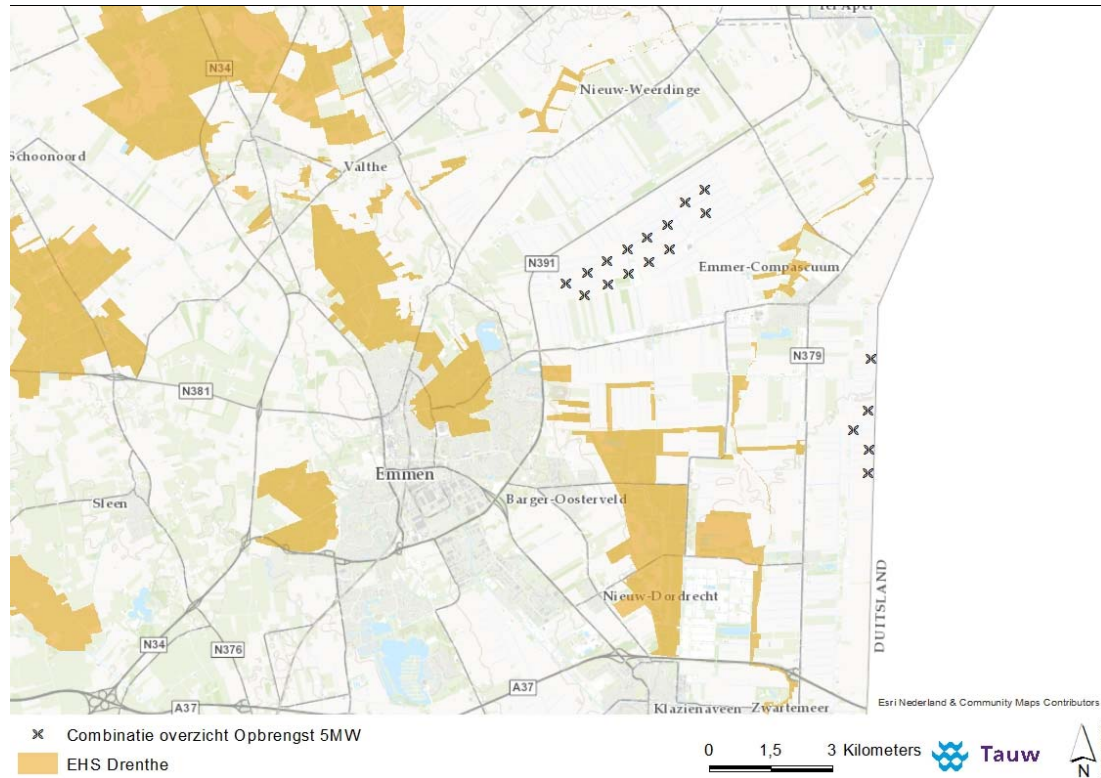 Ter Apel
N34
Nieuw-Weerdinge
Schoonoord
Valthe
N391
Emmer-Compascuum
N379
N381
Emmen
Sleen
Barger-Oosterveld
Nieuw-Dordrecht
DUITSLAND
N34
N376
A37
A37
Klazienaveen Zwartemeer
Esri Nederland & Community Maps Contributors
Combinatie overzicht Opbrengst 5MW
EHS Drenthe
0 1,5 3 Kilometers
Tauw
N